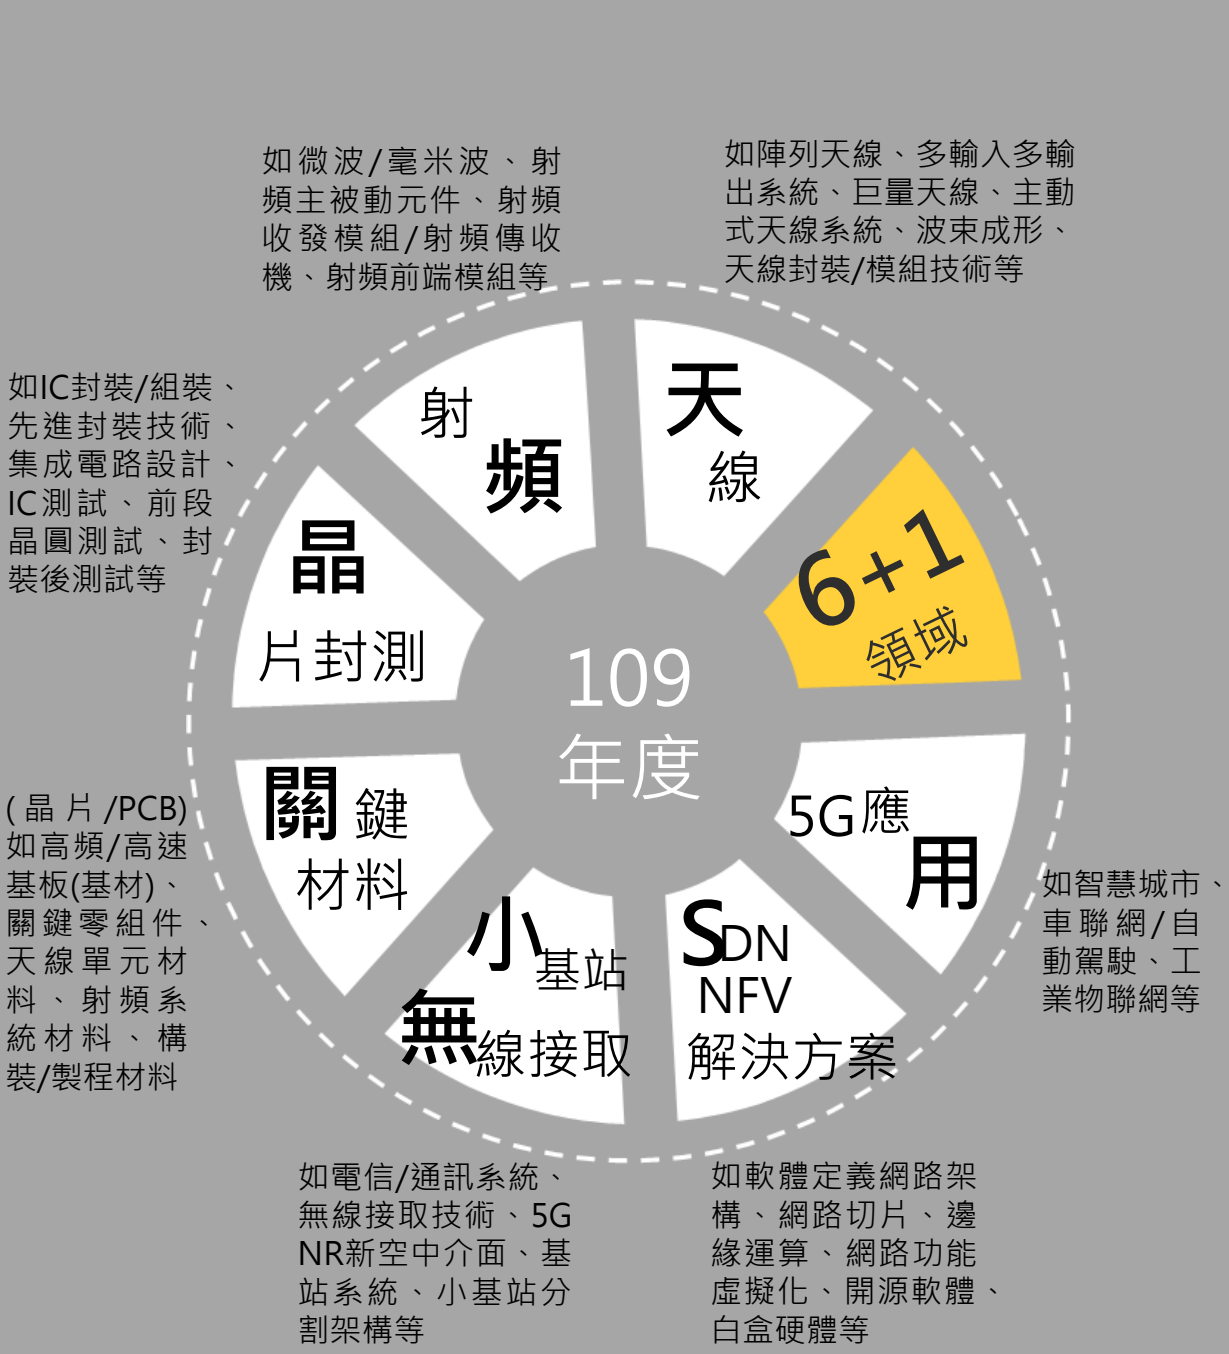 如微波/毫米波、射
頻主被動元件、射頻
收發模組/射頻傳收
機、射頻前端模組等
如陣列天線、多輸入多輸
出系統、巨量天線、主動
式天線系統、波束成形、
天線封裝/模組技術等
射
頻
天
線
6+1
領域
如IC封裝/組裝、
先進封裝技術、
集成電路設計、
IC測試、前段
晶圓測試、封
裝後測試等
晶
片封測
109
年度
(晶片/PCB)
如高頻/高速
基板(基材)、
關鍵零組件、
天線單元材
料、射頻系
統材料、構
裝/製程材料
關鍵
材料
5G應
用
如智慧城市、
車聯網/自
動駕駛、工
業物聯網等
小基站
無線接取
SDN
NFV
解決方案
如電信/通訊系統、
無線接取技術、5G
NR新空中介面、基
站系統、小基站分
割架構等
如軟體定義網路架
構、網路切片、邊
緣運算、網路功能
虛擬化、開源軟體、
白盒硬體等